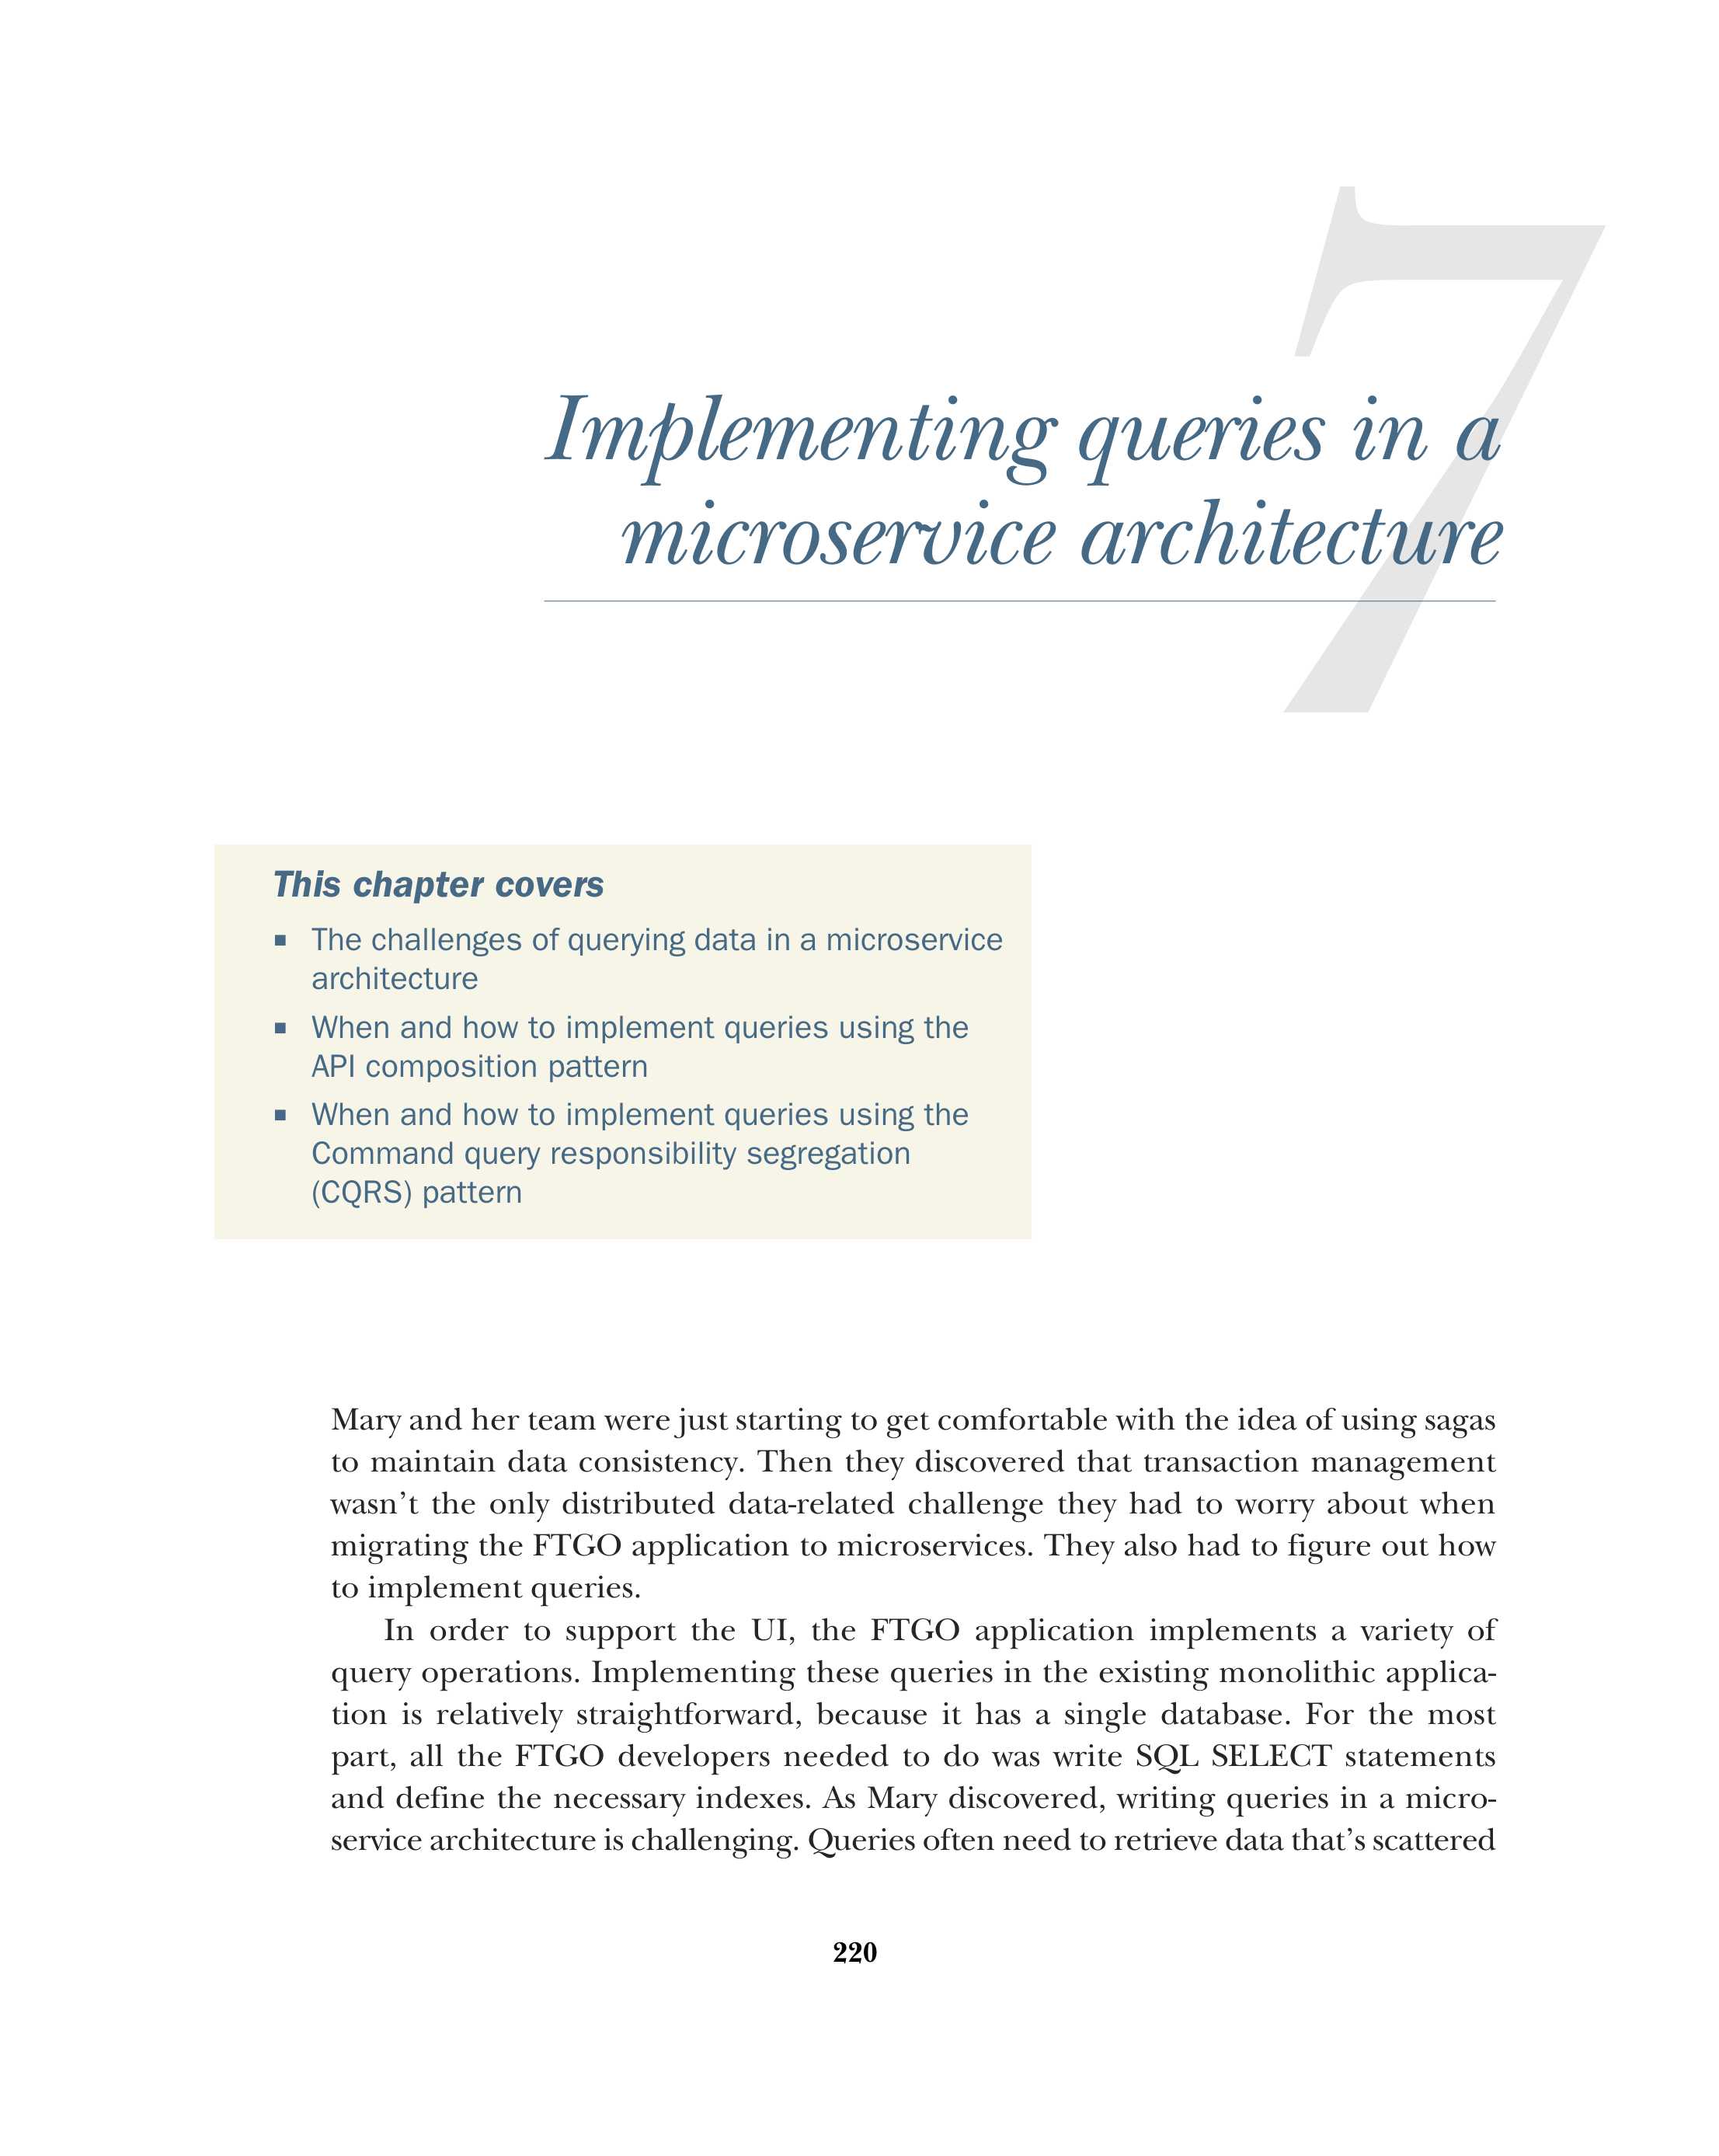 7
Implementing queries in a
microservice architecture
This chapter covers
■ The challenges of querying data in a microservice
architecture
■ When and how to implement queries using the
API composition pattern
■ When and how to implement queries using the
Command query responsibility segregation
(CQRS) pattern
Mary and her team were just starting to get comfortable with the idea of using sagas
to maintain data consistency. Then they discovered that transaction management
wasn’t the only distributed data-related challenge they had to worry about when
migrating the FTGO application to microservices. They also had to figure out how
to implement queries.
In order to support the UI, the FTGO application implements a variety of
query operations. Implementing these queries in the existing monolithic applica-
tion is relatively straightforward, because it has a single database. For the most
part, all the FTGO developers needed to do was write SQL SELECT statements
and define the necessary indexes. As Mary discovered, writing queries in a micro-
service architecture is challenging. Queries often need to retrieve data that’s scattered
220